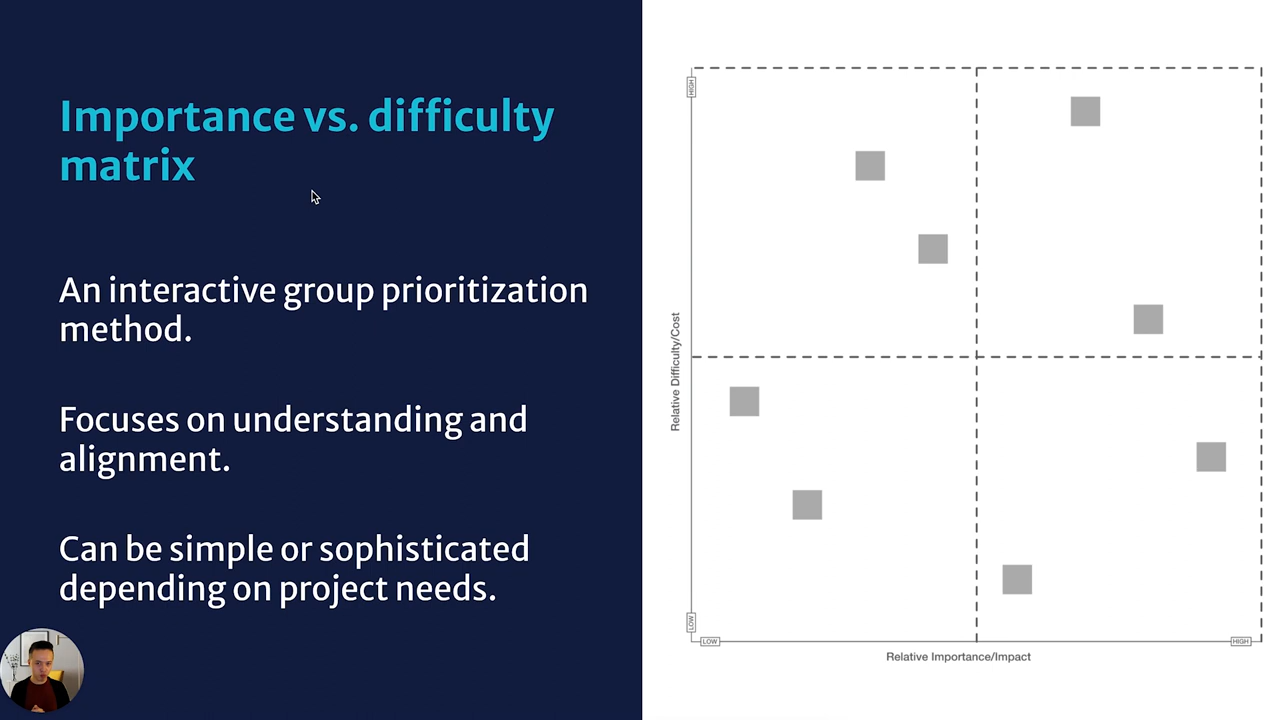 Importance vs. difficulty
matrix
An interactive group prioritization
method.
Focuses on understanding and
alignment.
Can be simple or sophisticated
depending on project needs.
HIGH
Relative Difficulty/Cost
LOW
LOW
HIGH
Relative Importance/Impact